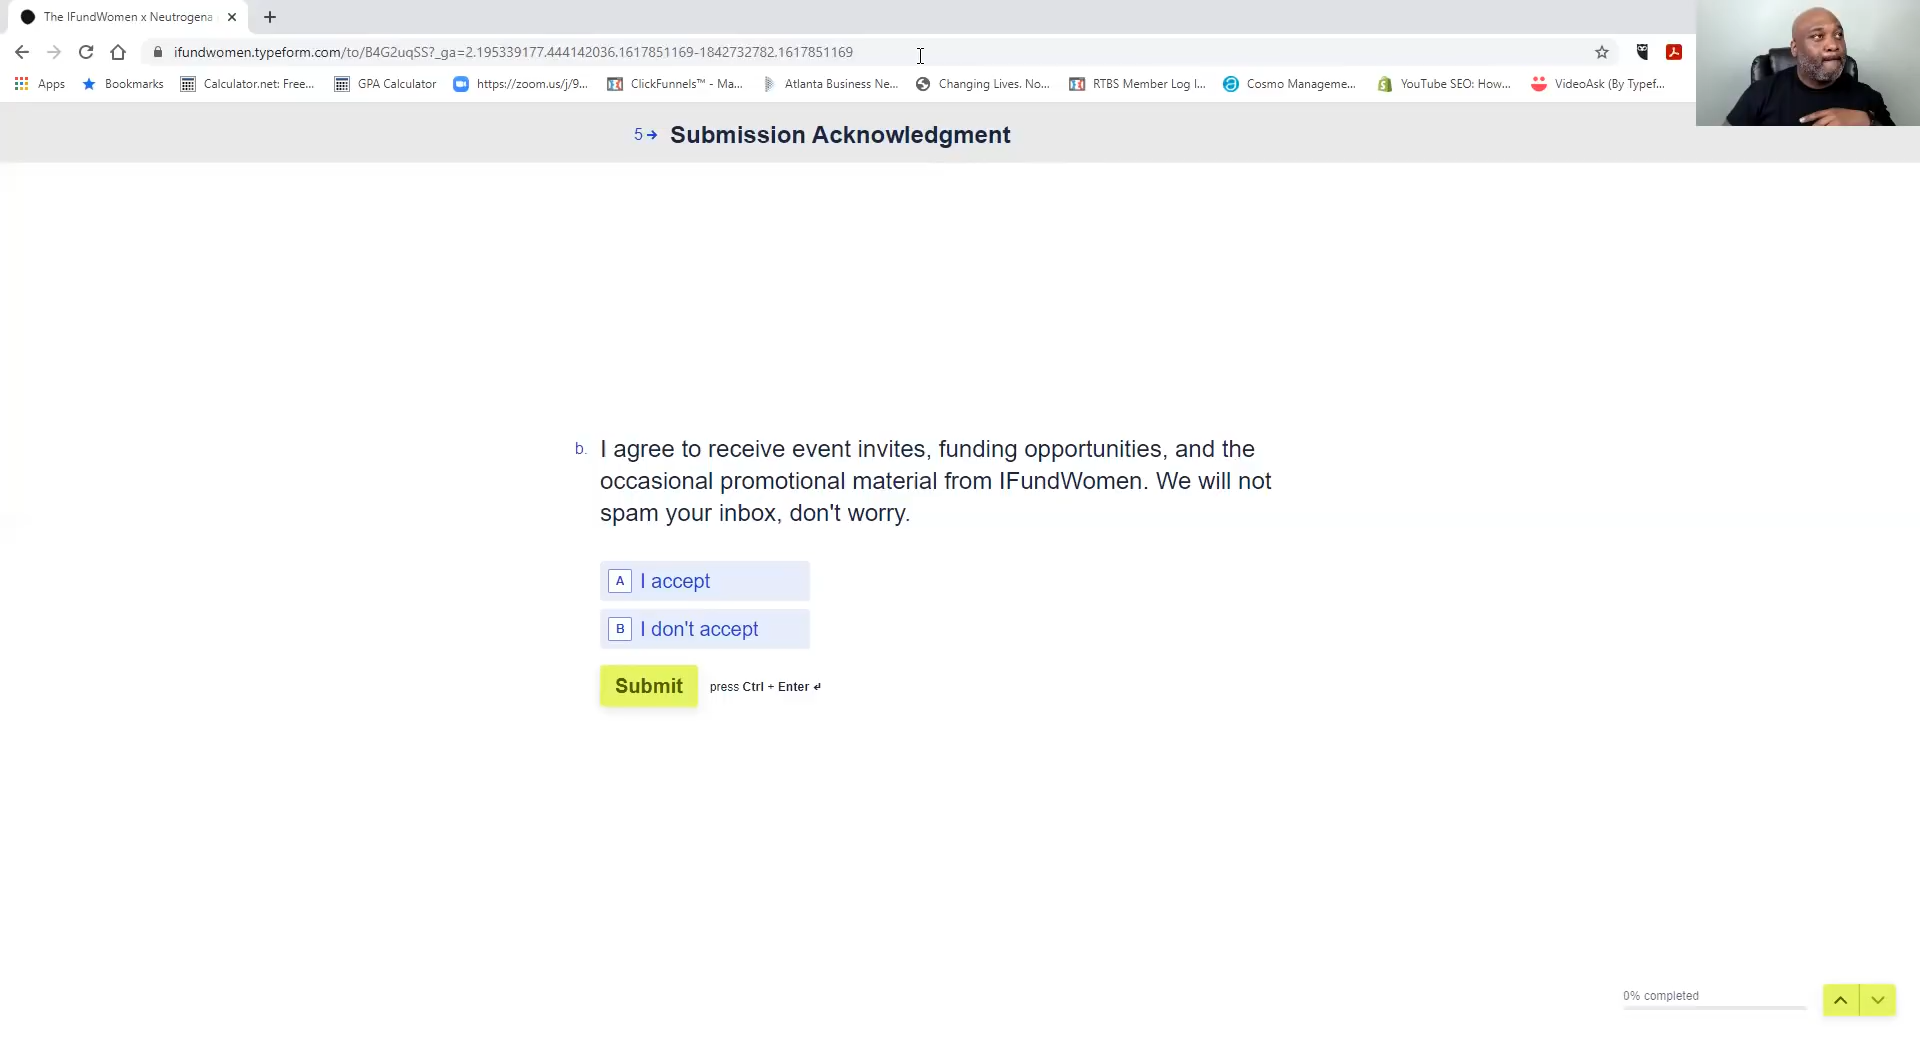 The IFundWomen x Neutrogena
ifundwomen.typeform.com/to/B4G2uqSS?_ga=2.195339177.444142036.1617851169-1842732782.1617851169
Apps Bookmarks Calculator.net: Free... GPA Calculator https://zoom.us/j/9... ClickFunnels™ - Ma... Atlanta Business Ne... Changing Lives. No... RTBS Member Log I... Cosmo Manageme... YouTube SEO: How... VideoAsk (By Typef...
5 Submission Acknowledgment
b. I agree to receive event invites, funding opportunities, and the
occasional promotional material from IFundWomen. We will not
spam your inbox, don't worry.
A I accept
B I don't accept
Submit press Ctrl + Enter ↵
0% completed